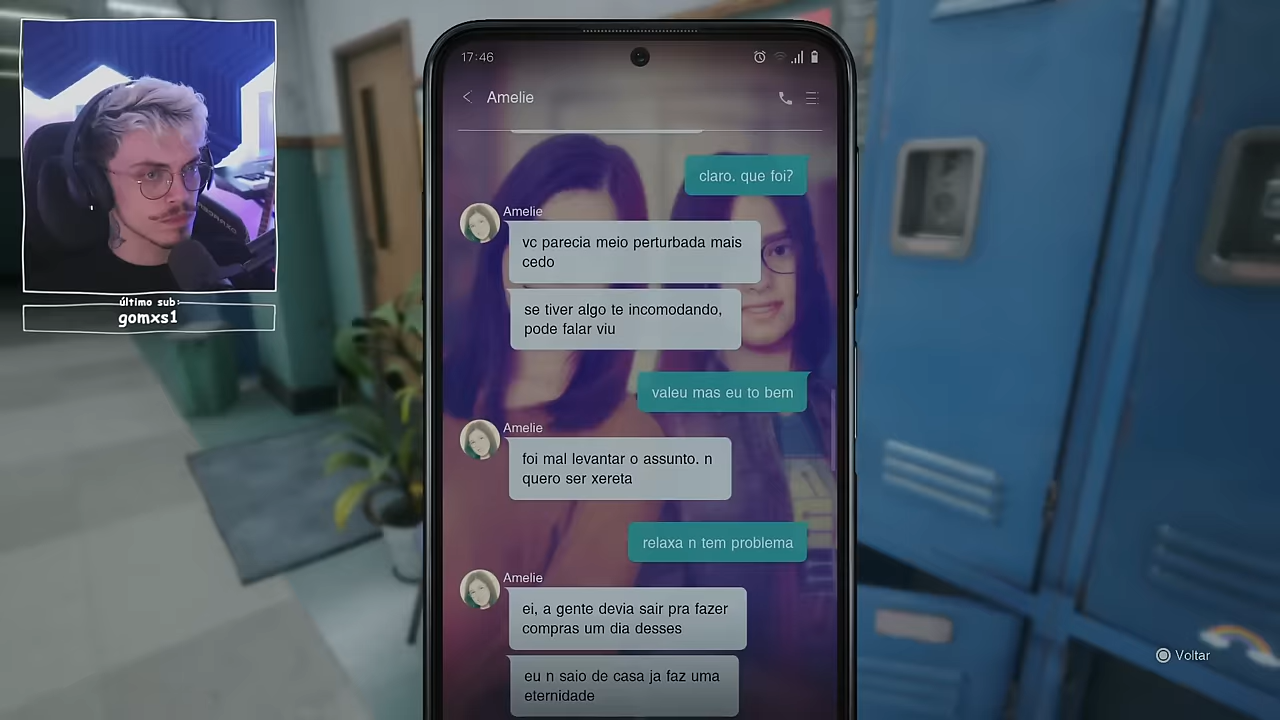 17:46
Amelie
claro. que foi?
Amelie
vc parecia meio perturbada mais
cedo
se tiver algo te incomodando,
pode falar viu
valeu mas eu to bem
Amelie
foi mal levantar o assunto. n
quero ser xereta
relaxa n tem problema
Amelie
ei, a gente devia sair pra fazer
compras um dia desses
eu n saio de casa ja faz uma
eternidade
último sub:
gomxs1
Voltar